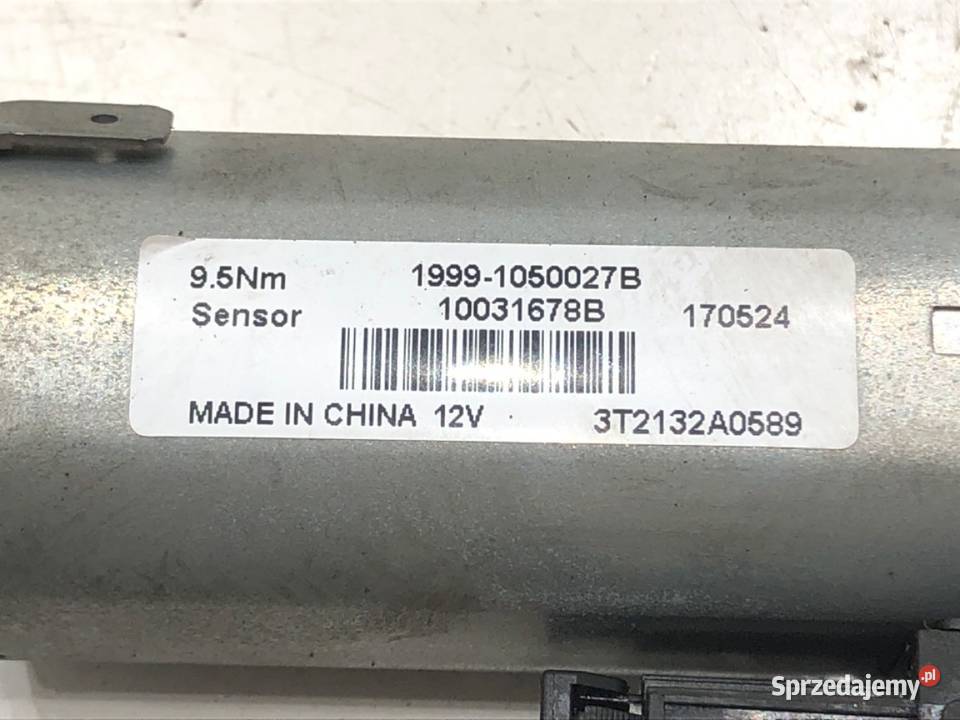 9.5Nm 1999-1050027B
Sensor 10031678B 170524
MADE IN CHINA 12V 3T2132A0589
Sprzedajemy.pl